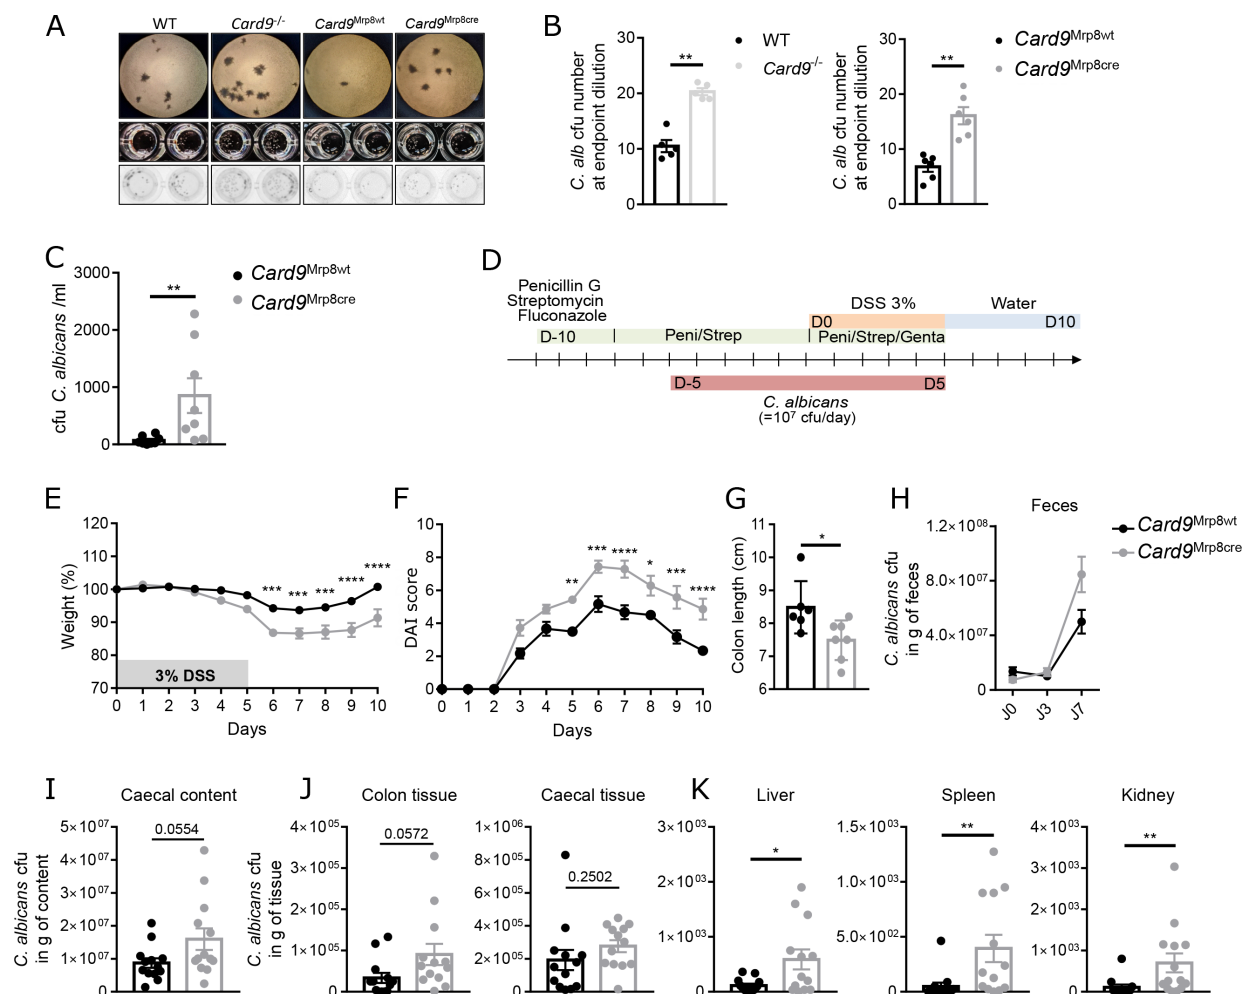 A
WT
Card9-/-
Card9Mrp8wt
Card9Mrp8cre
B
C. alb cfu number
at endpoint dilution
30
20
10
0
**
WT
Card9-/-
C. alb cfu number
at endpoint dilution
30
20
10
0
**
Card9Mrp8wt
Card9Mrp8cre
C
cfu C. albicans /ml
3000
2000
1000
0
**
Card9Mrp8wt
Card9Mrp8cre
D
Penicillin G
Streptomycin
Fluconazole
DSS 3%
Water
D0
D10
D-10
Peni/Strep
Peni/Strep/Genta
D-5
D5
C. albicans
(=10⁷ cfu/day)
E
Weight (%)
120
110
100
90
80
70
*** *** *** **** ****
3% DSS
0 1 2 3 4 5 6 7 8 9 10
Days
F
DAI score
10
8
6
4
2
0
** *** **** * *** ****
0 1 2 3 4 5 6 7 8 9 10
Days
G
Colon length (cm)
11
10
9
8
7
6
*
H
Feces
C. albicans cfu
in g of feces
1.2×10⁰⁸
8.0×10⁰⁷
4.0×10⁰⁷
0
J0 J3 J7
Card9Mrp8wt
Card9Mrp8cre
I
Caecal content
C. albicans cfu
in g of content
5×10⁰⁷
4×10⁰⁷
3×10⁰⁷
2×10⁰⁷
1×10⁰⁷
0
0.0554
J
Colon tissue
C. albicans cfu
in g of tissue
4×10⁰⁵
3×10⁰⁵
2×10⁰⁵
1×10⁰⁵
0
0.0572
Caecal tissue
1×10⁰⁶
8×10⁰⁵
6×10⁰⁵
4×10⁰⁵
2×10⁰⁵
0
0.2502
K
Liver
3×10⁰³
2×10⁰³
1×10⁰³
0
*
Spleen
1.5×10⁰³
1.0×10⁰³
5.0×10⁰²
0
**
Kidney
4×10⁰³
3×10⁰³
2×10⁰³
1×10⁰³
0
**